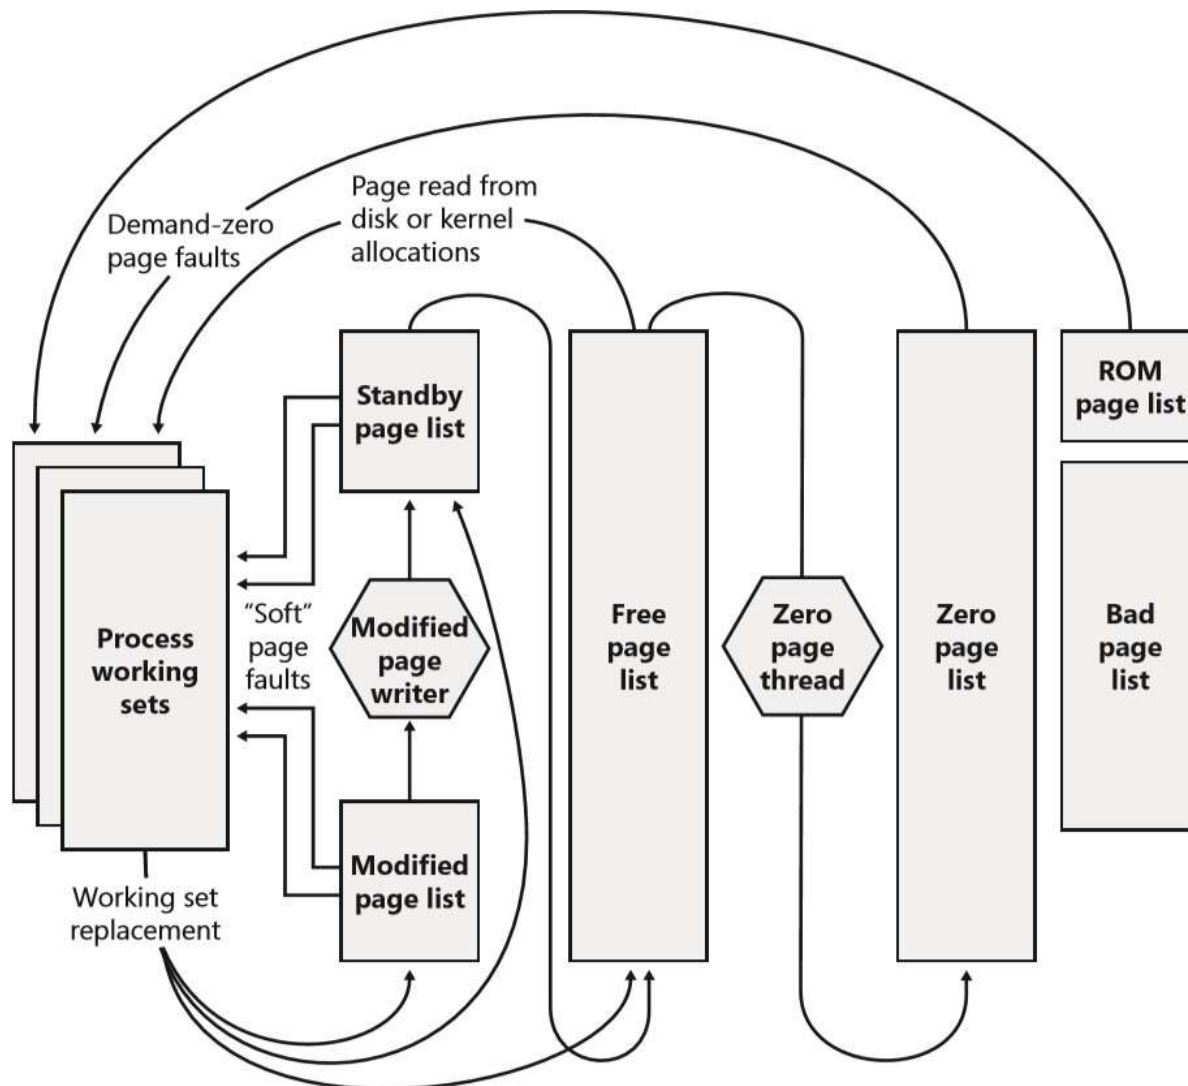 Page read from
disk or kernel
allocations
Demand-zero
page faults
Standby
page list
ROM
page list
Process
working
sets
“Soft”
page
faults
Modified
page
writer
Free
page
list
Zero
page
thread
Zero
page
list
Bad
page
list
Modified
page list
Working set
replacement